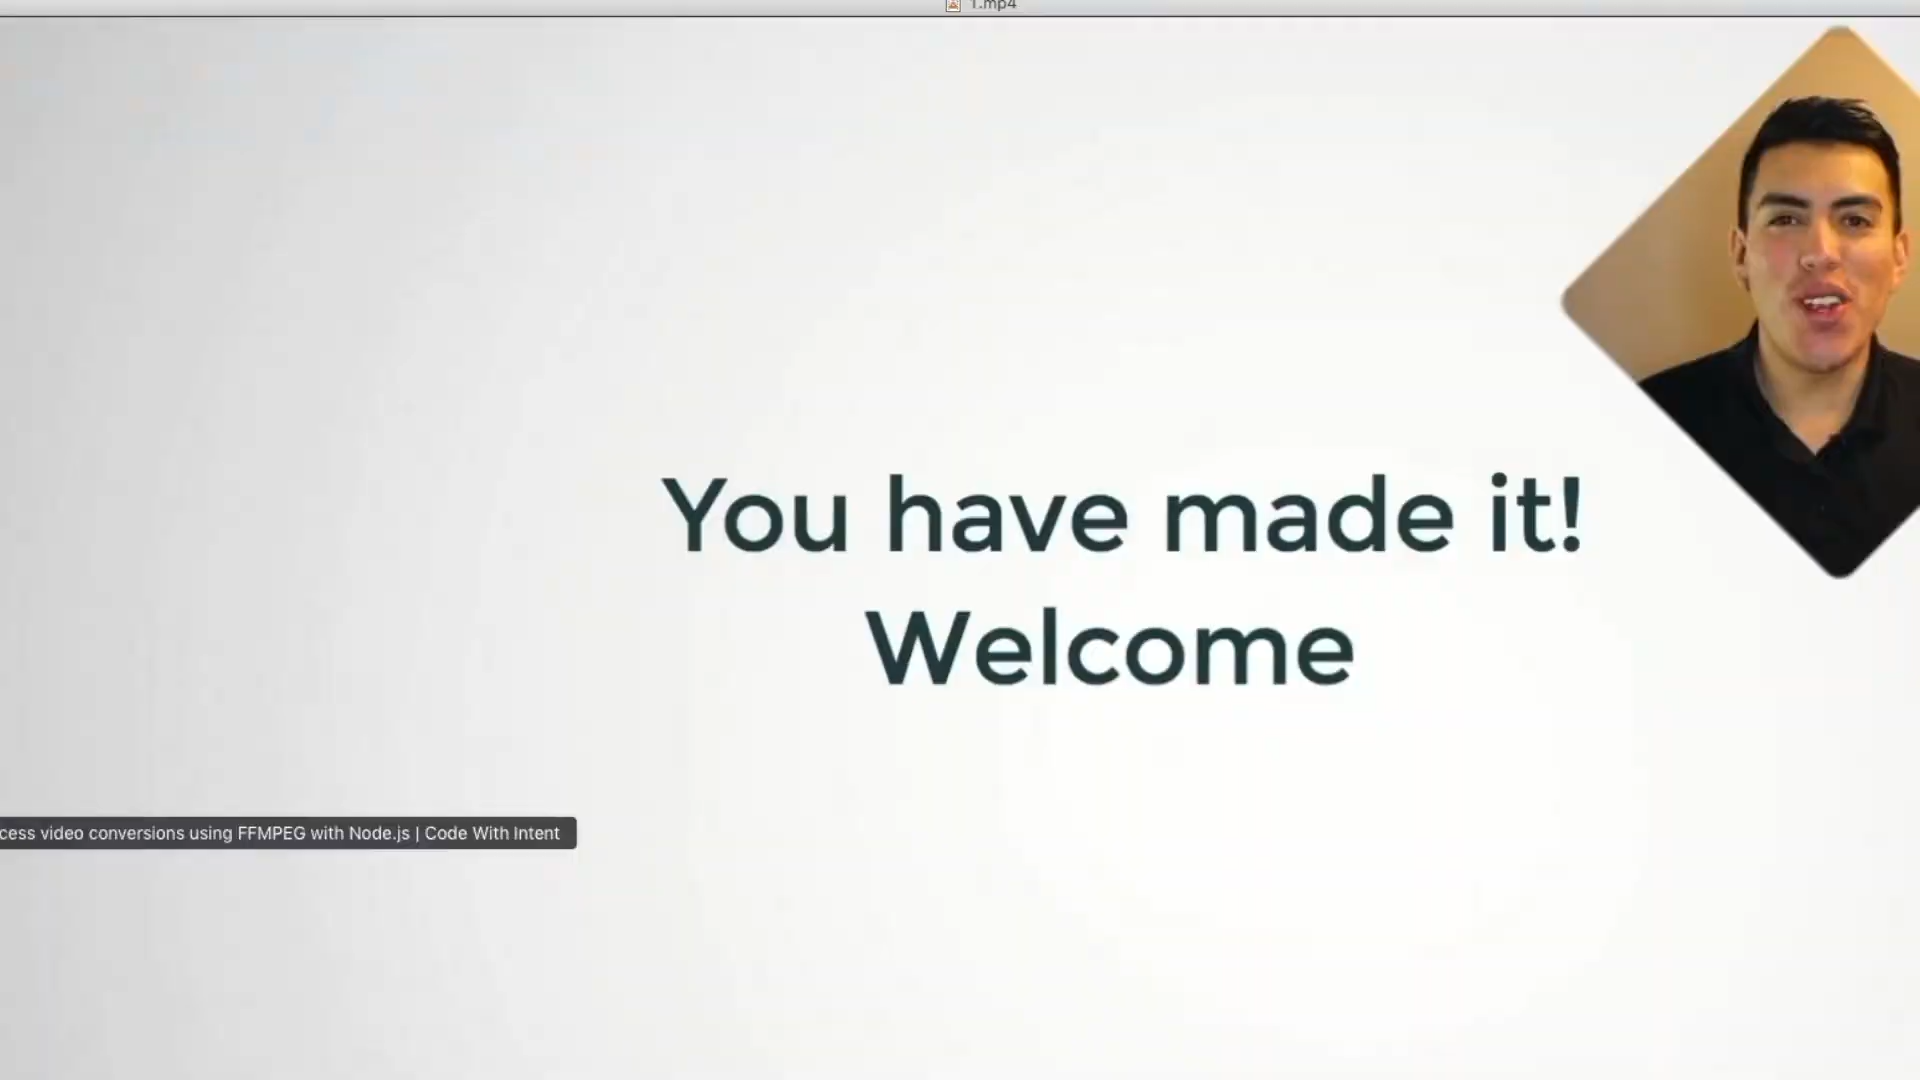 1.mp4
You have made it!
Welcome
cess video conversions using FFMPEG with Node.js | Code With Intent